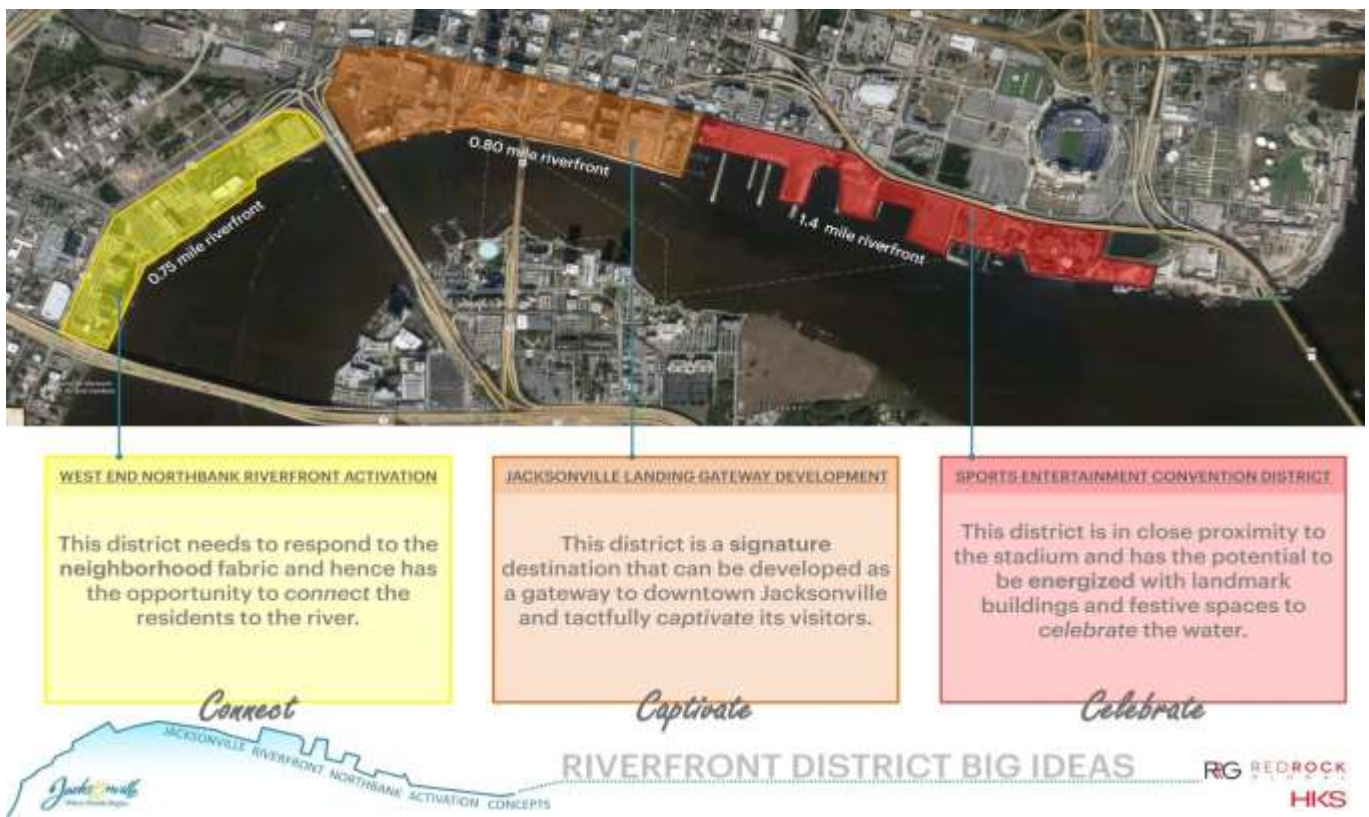 0.75 mile riverfront
0.80 mile riverfront
1.4 mile riverfront
WEST END NORTHBANK RIVERFRONT ACTIVATION
This district needs to respond to the
neighborhood fabric and hence has
the opportunity to connect the
residents to the river.
Connect
JACKSONVILLE LANDING GATEWAY DEVELOPMENT
This district is a signature
destination that can be developed as
a gateway to downtown Jacksonville
and tactfully captivate its visitors.
Captivate
SPORTS ENTERTAINMENT CONVENTION DISTRICT
This district is in close proximity to
the stadium and has the potential to
be energized with landmark
buildings and festive spaces to
celebrate the water.
Celebrate
JACKSONVILLE RIVERFRONT NORTHBANK ACTIVATION CONCEPTS
Jacksonville
RIVERFRONT DISTRICT BIG IDEAS
RRG REDROCK
GLOBAL
HKS